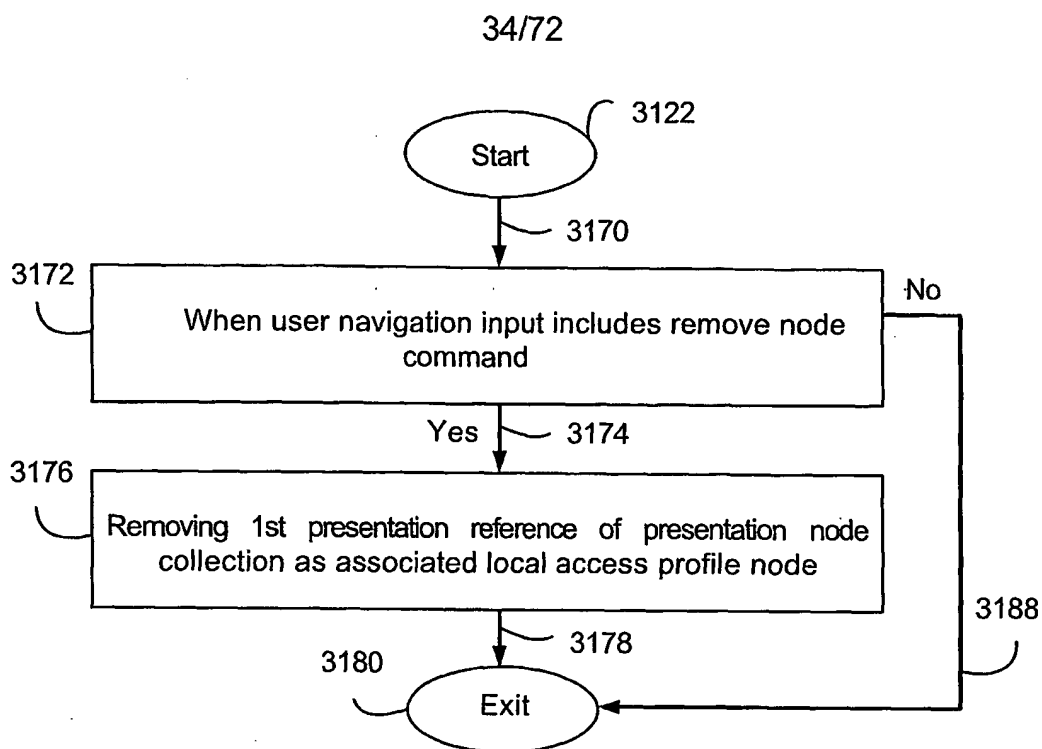 34/72
3122
Start
3170
3172
No
When user navigation input includes remove node
command
Yes
3174
3176
Removing 1st presentation reference of presentation node
collection as associated local access profile node
3178
3188
3180
Exit